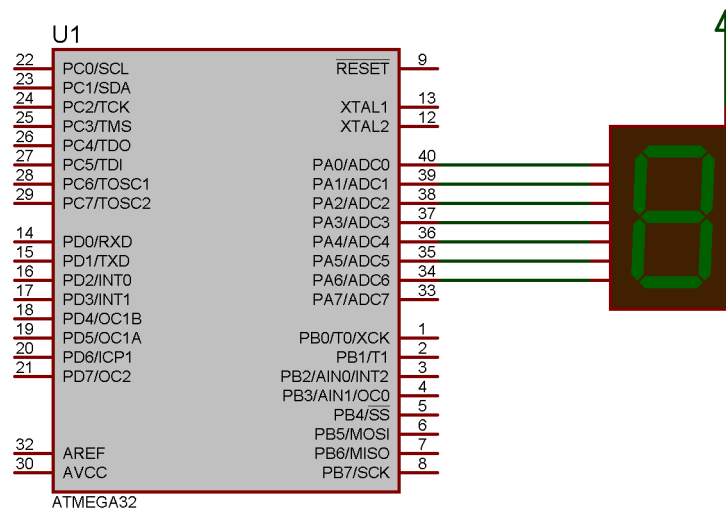 U1
22 PC0/SCL RESET 9
23 PC1/SDA
24 PC2/TCK XTAL1 13
25 PC3/TMS XTAL2 12
26 PC4/TDO
27 PC5/TDI PA0/ADC0 40
28 PC6/TOSC1 PA1/ADC1 39
29 PC7/TOSC2 PA2/ADC2 38
PA3/ADC3 37
14 PD0/RXD PA4/ADC4 36
15 PD1/TXD PA5/ADC5 35
16 PD2/INT0 PA6/ADC6 34
17 PD3/INT1 PA7/ADC7 33
18 PD4/OC1B
19 PD5/OC1A PB0/T0/XCK 1
20 PD6/ICP1 PB1/T1 2
21 PD7/OC2 PB2/AIN0/INT2 3
PB3/AIN1/OC0 4
PB4/SS 5
PB5/MOSI 6
32 AREF PB6/MISO 7
30 AVCC PB7/SCK 8
ATMEGA32